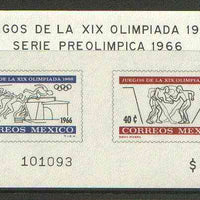 JUEGOS DE LA XIX OLIMPIADA 19
SERIE PREOLIMPICA 1966
JUEGOS DE LA XIX OLIMPIADA 1968
1966
CORREOS MEXICO
JUEGOS DE LA XIX OLIMPIADA
40 ¢
CORREOS MEXICO
101093
$